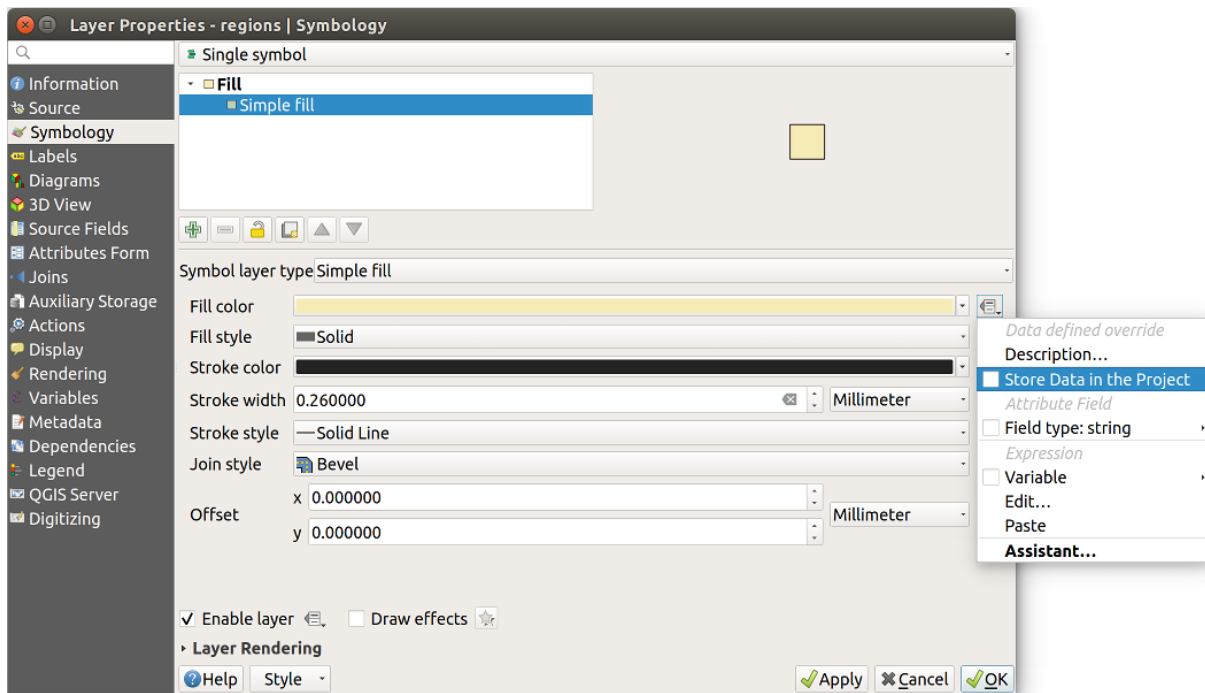 Layer Properties - regions | Symbology
Information
Source
Symbology
Labels
Diagrams
3D View
Source Fields
Attributes Form
Joins
Auxiliary Storage
Actions
Display
Rendering
Variables
Metadata
Dependencies
Legend
QGIS Server
Digitizing
Single symbol
Fill
Simple fill
Symbol layer type Simple fill
Fill color
Fill style Solid
Stroke color
Stroke width 0.260000 Millimeter
Stroke style Solid Line
Join style Bevel
Offset x 0.000000 Millimeter
y 0.000000
Enable layer Draw effects
Layer Rendering
Help Style Apply Cancel OK
Data defined override
Description...
Store Data in the Project
Attribute Field
Field type: string
Expression
Variable
Edit...
Paste
Assistant...